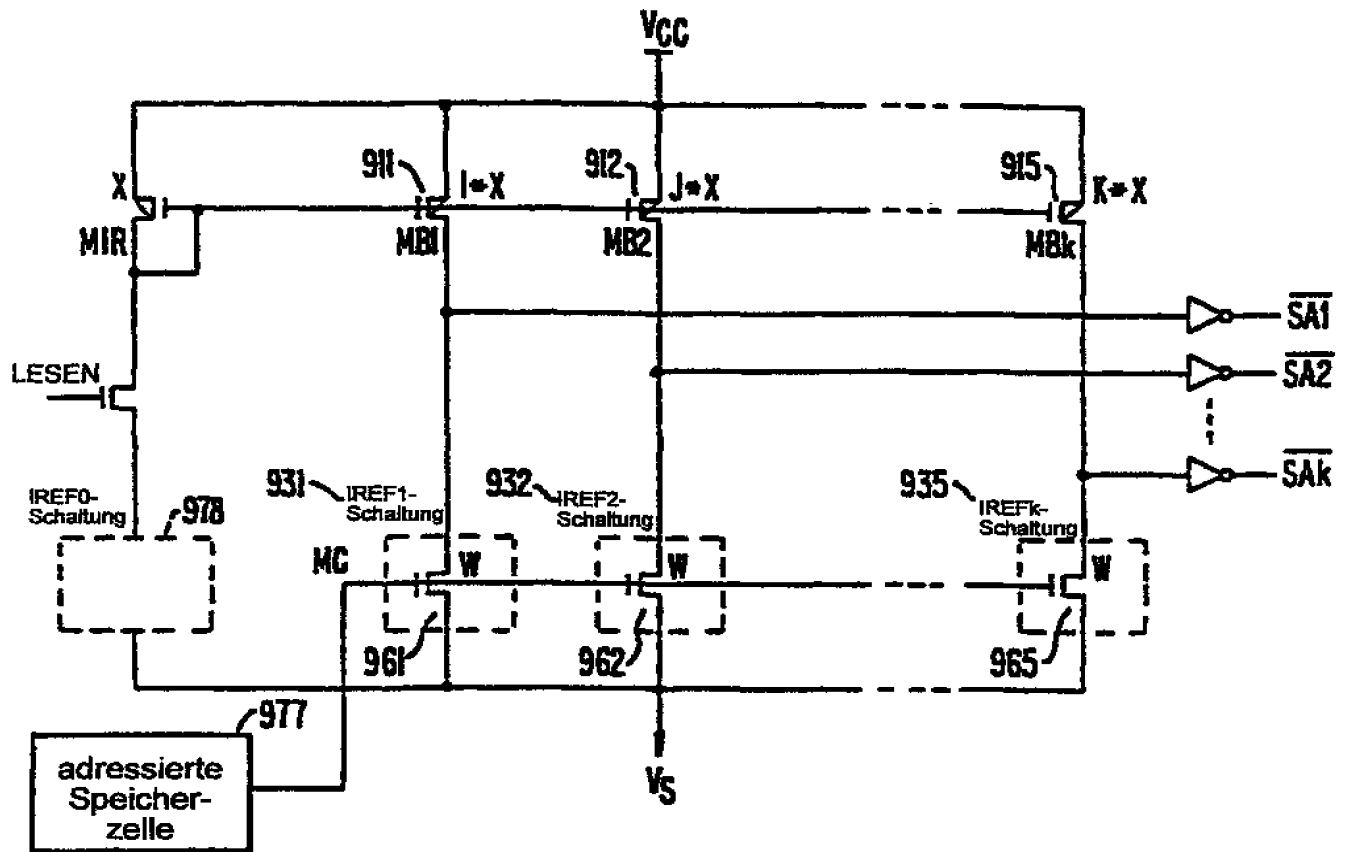 VCC
911
912
915
X
I*X
J*X
K*X
MIR
MB1
MB2
MBk
SA1
LESEN
SA2
SAk
931
932
935
IREF0-
Schaltung
IREF1-
Schaltung
IREF2-
Schaltung
IREFk-
Schaltung
978
MC
W
W
W
961
962
965
977
VS
adressierte
Speicher-
zelle